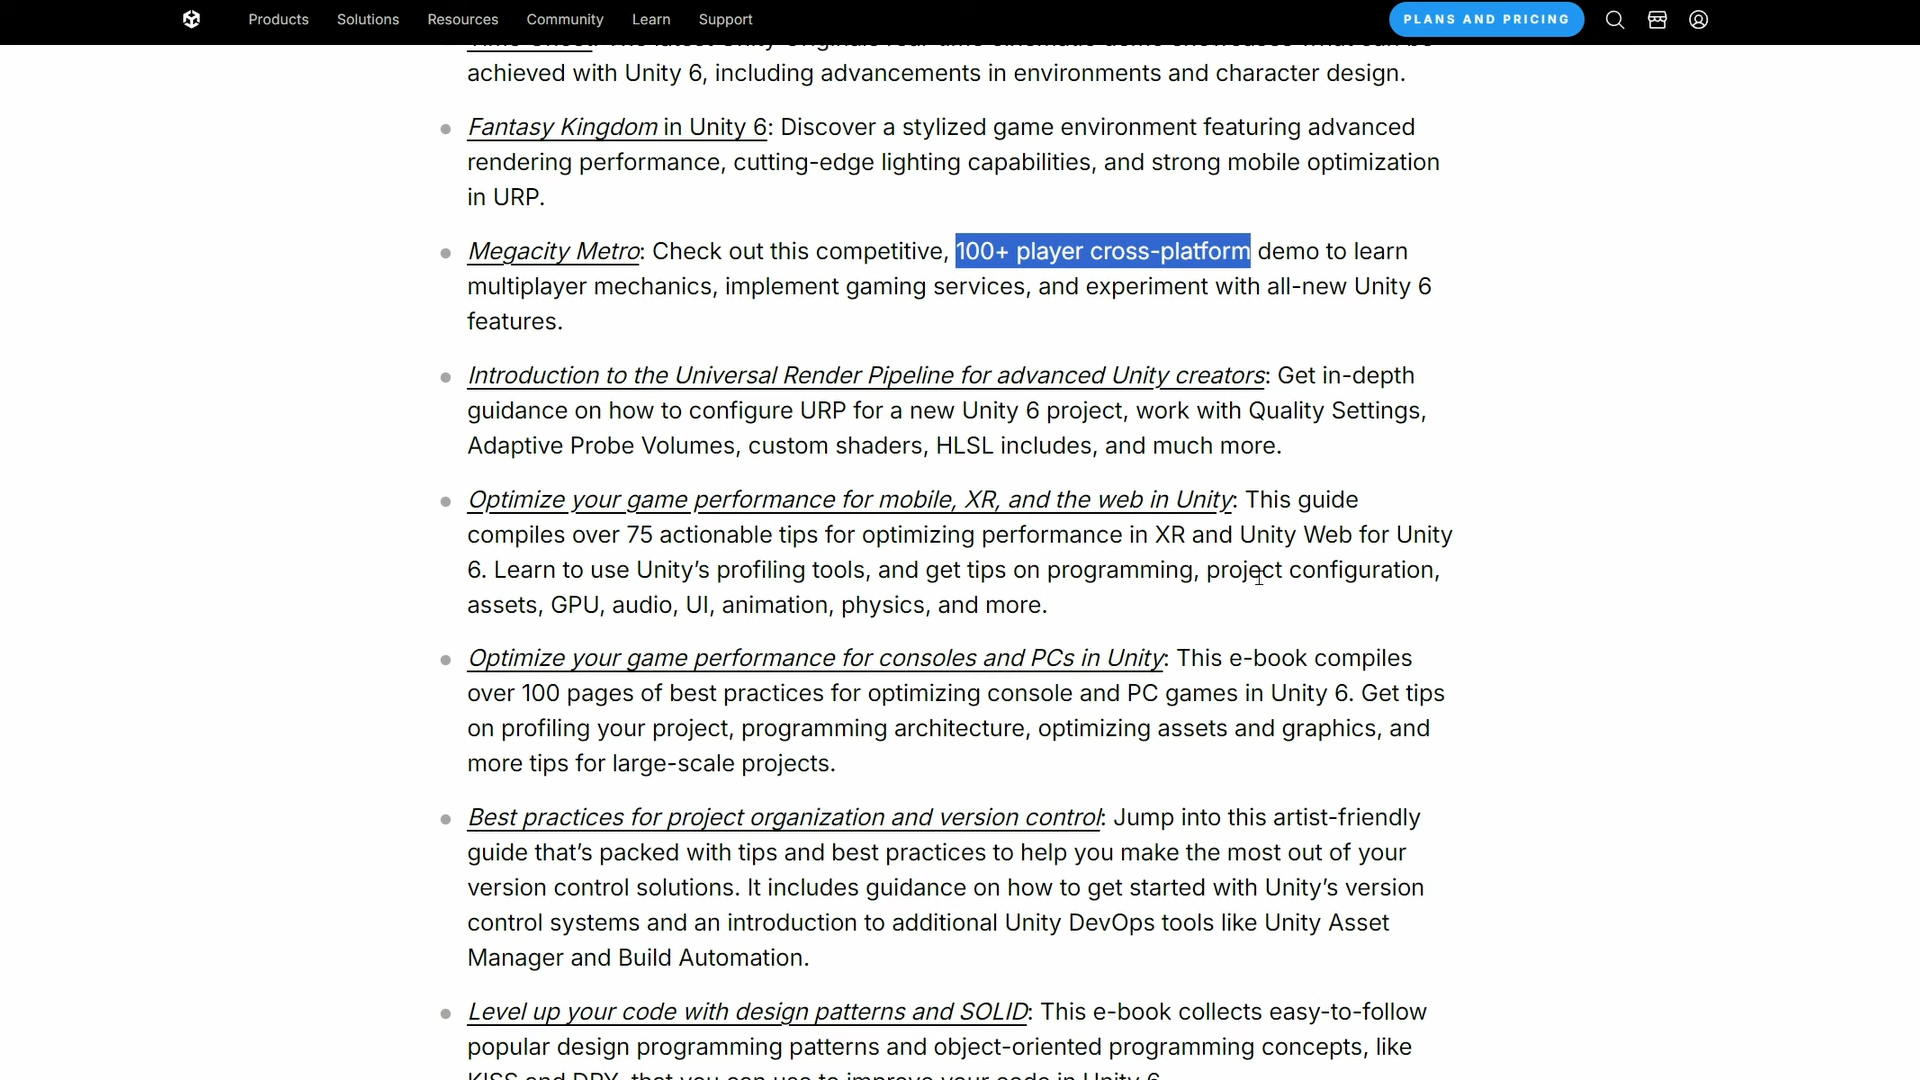 Products Solutions Resources Community Learn Support PLANS AND PRICING
achieved with Unity 6, including advancements in environments and character design.
Fantasy Kingdom in Unity 6: Discover a stylized game environment featuring advanced
rendering performance, cutting-edge lighting capabilities, and strong mobile optimization
in URP.
Megacity Metro: Check out this competitive, 100+ player cross-platform demo to learn
multiplayer mechanics, implement gaming services, and experiment with all-new Unity 6
features.
Introduction to the Universal Render Pipeline for advanced Unity creators: Get in-depth
guidance on how to configure URP for a new Unity 6 project, work with Quality Settings,
Adaptive Probe Volumes, custom shaders, HLSL includes, and much more.
Optimize your game performance for mobile, XR, and the web in Unity: This guide
compiles over 75 actionable tips for optimizing performance in XR and Unity Web for Unity
6. Learn to use Unity’s profiling tools, and get tips on programming, project configuration,
assets, GPU, audio, UI, animation, physics, and more.
Optimize your game performance for consoles and PCs in Unity: This e-book compiles
over 100 pages of best practices for optimizing console and PC games in Unity 6. Get tips
on profiling your project, programming architecture, optimizing assets and graphics, and
more tips for large-scale projects.
Best practices for project organization and version control: Jump into this artist-friendly
guide that’s packed with tips and best practices to help you make the most out of your
version control solutions. It includes guidance on how to get started with Unity’s version
control systems and an introduction to additional Unity DevOps tools like Unity Asset
Manager and Build Automation.
Level up your code with design patterns and SOLID: This e-book collects easy-to-follow
popular design programming patterns and object-oriented programming concepts, like
KISS and DRY, that you can use to improve your code in Unity 6.